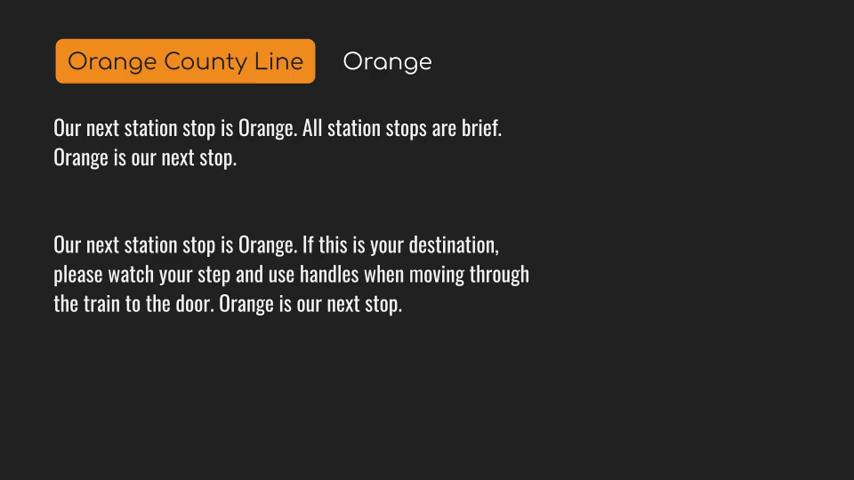 Orange County Line Orange
Our next station stop is Orange. All station stops are brief.
Orange is our next stop.
Our next station stop is Orange. If this is your destination,
please watch your step and use handles when moving through
the train to the door. Orange is our next stop.